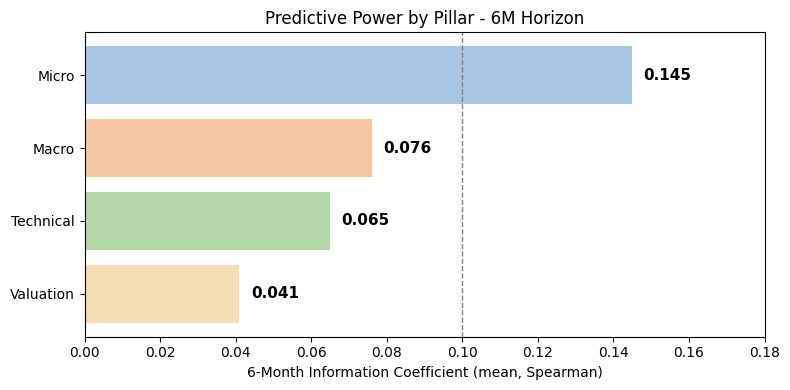 Predictive Power by Pillar - 6M Horizon
Micro
0.145
Macro
0.076
Technical
0.065
Valuation
0.041
0.00 0.02 0.04 0.06 0.08 0.10 0.12 0.14 0.16 0.18
6-Month Information Coefficient (mean, Spearman)